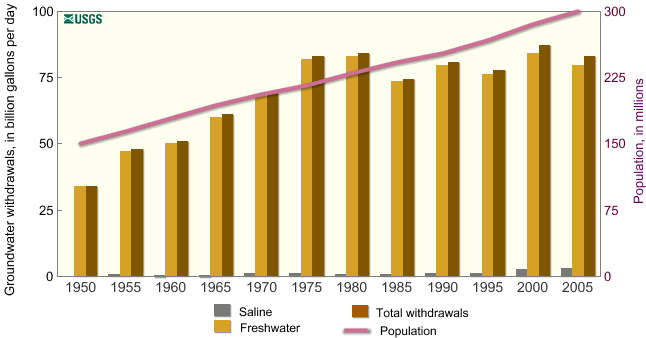 USGS
Groundwater withdrawals, in billion gallons per day
100
75
50
25
0
300
225
150
75
0
Population, in millions
1950 1955 1960 1965 1970 1975 1980 1985 1990 1995 2000 2005
Saline
Total withdrawals
Freshwater
Population